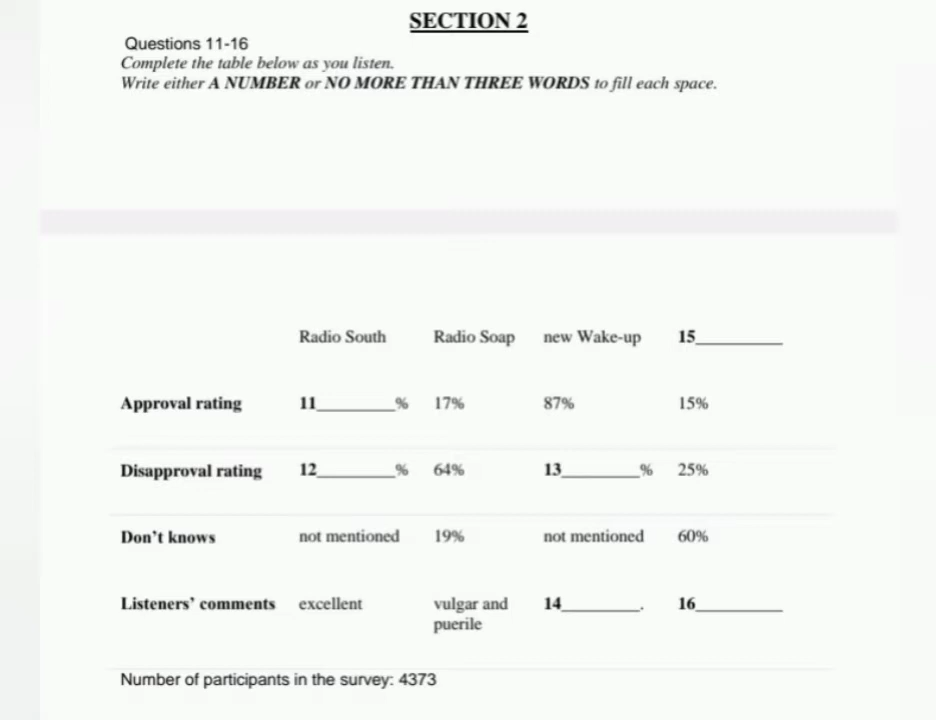 SECTION 2
Questions 11-16
Complete the table below as you listen.
Write either A NUMBER or NO MORE THAN THREE WORDS to fill each space.
Radio South Radio Soap new Wake-up 15_________
Approval rating 11________% 17% 87% 15%
Disapproval rating 12________% 64% 13________% 25%
Don't knows not mentioned 19% not mentioned 60%
Listeners' comments excellent vulgar and 14________. 16_________
puerile
Number of participants in the survey: 4373